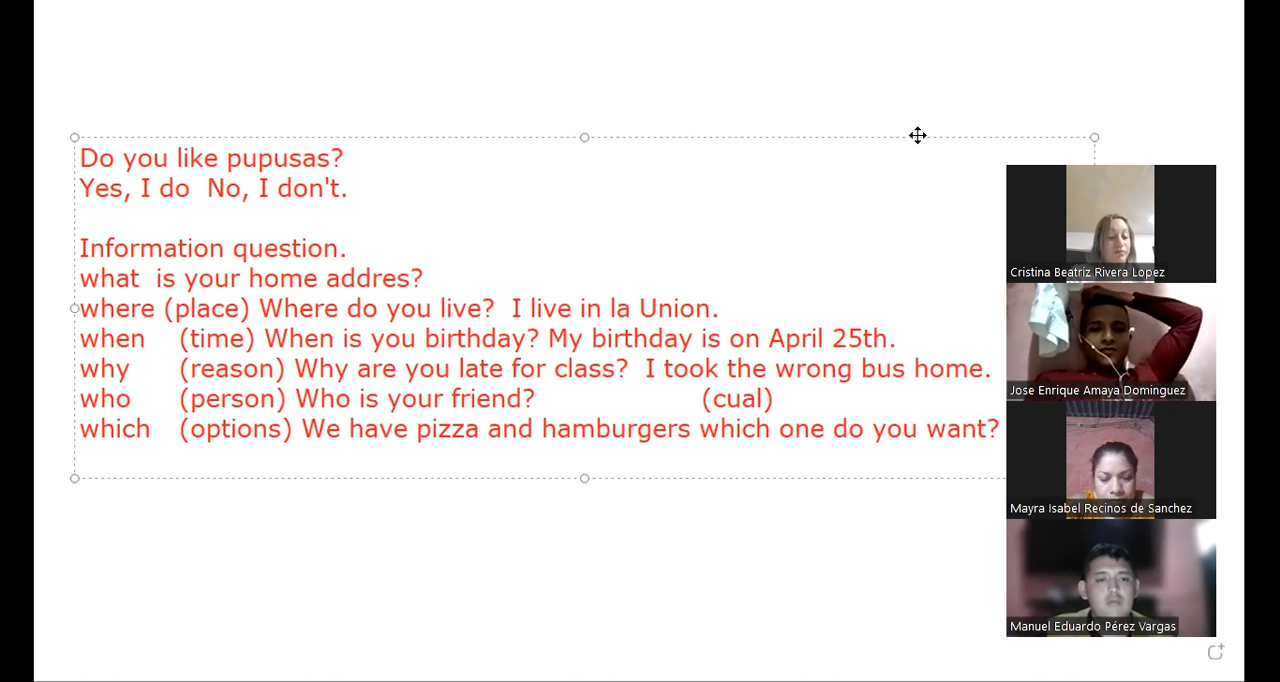 Do you like pupusas?
Yes, I do  No, I don't.
Information question.
what  is your home addres?
where (place) Where do you live?  I live in la Union.
when    (time) When is you birthday? My birthday is on April 25th.
why      (reason) Why are you late for class?  I took the wrong bus home.
who      (person) Who is your friend?                    (cual)
which    (options) We have pizza and hamburgers which one do you want?
Cristina Beatriz Rivera Lopez
Jose Enrique Amaya Dominguez
Mayra Isabel Recinos de Sanchez
Manuel Eduardo Pérez Vargas